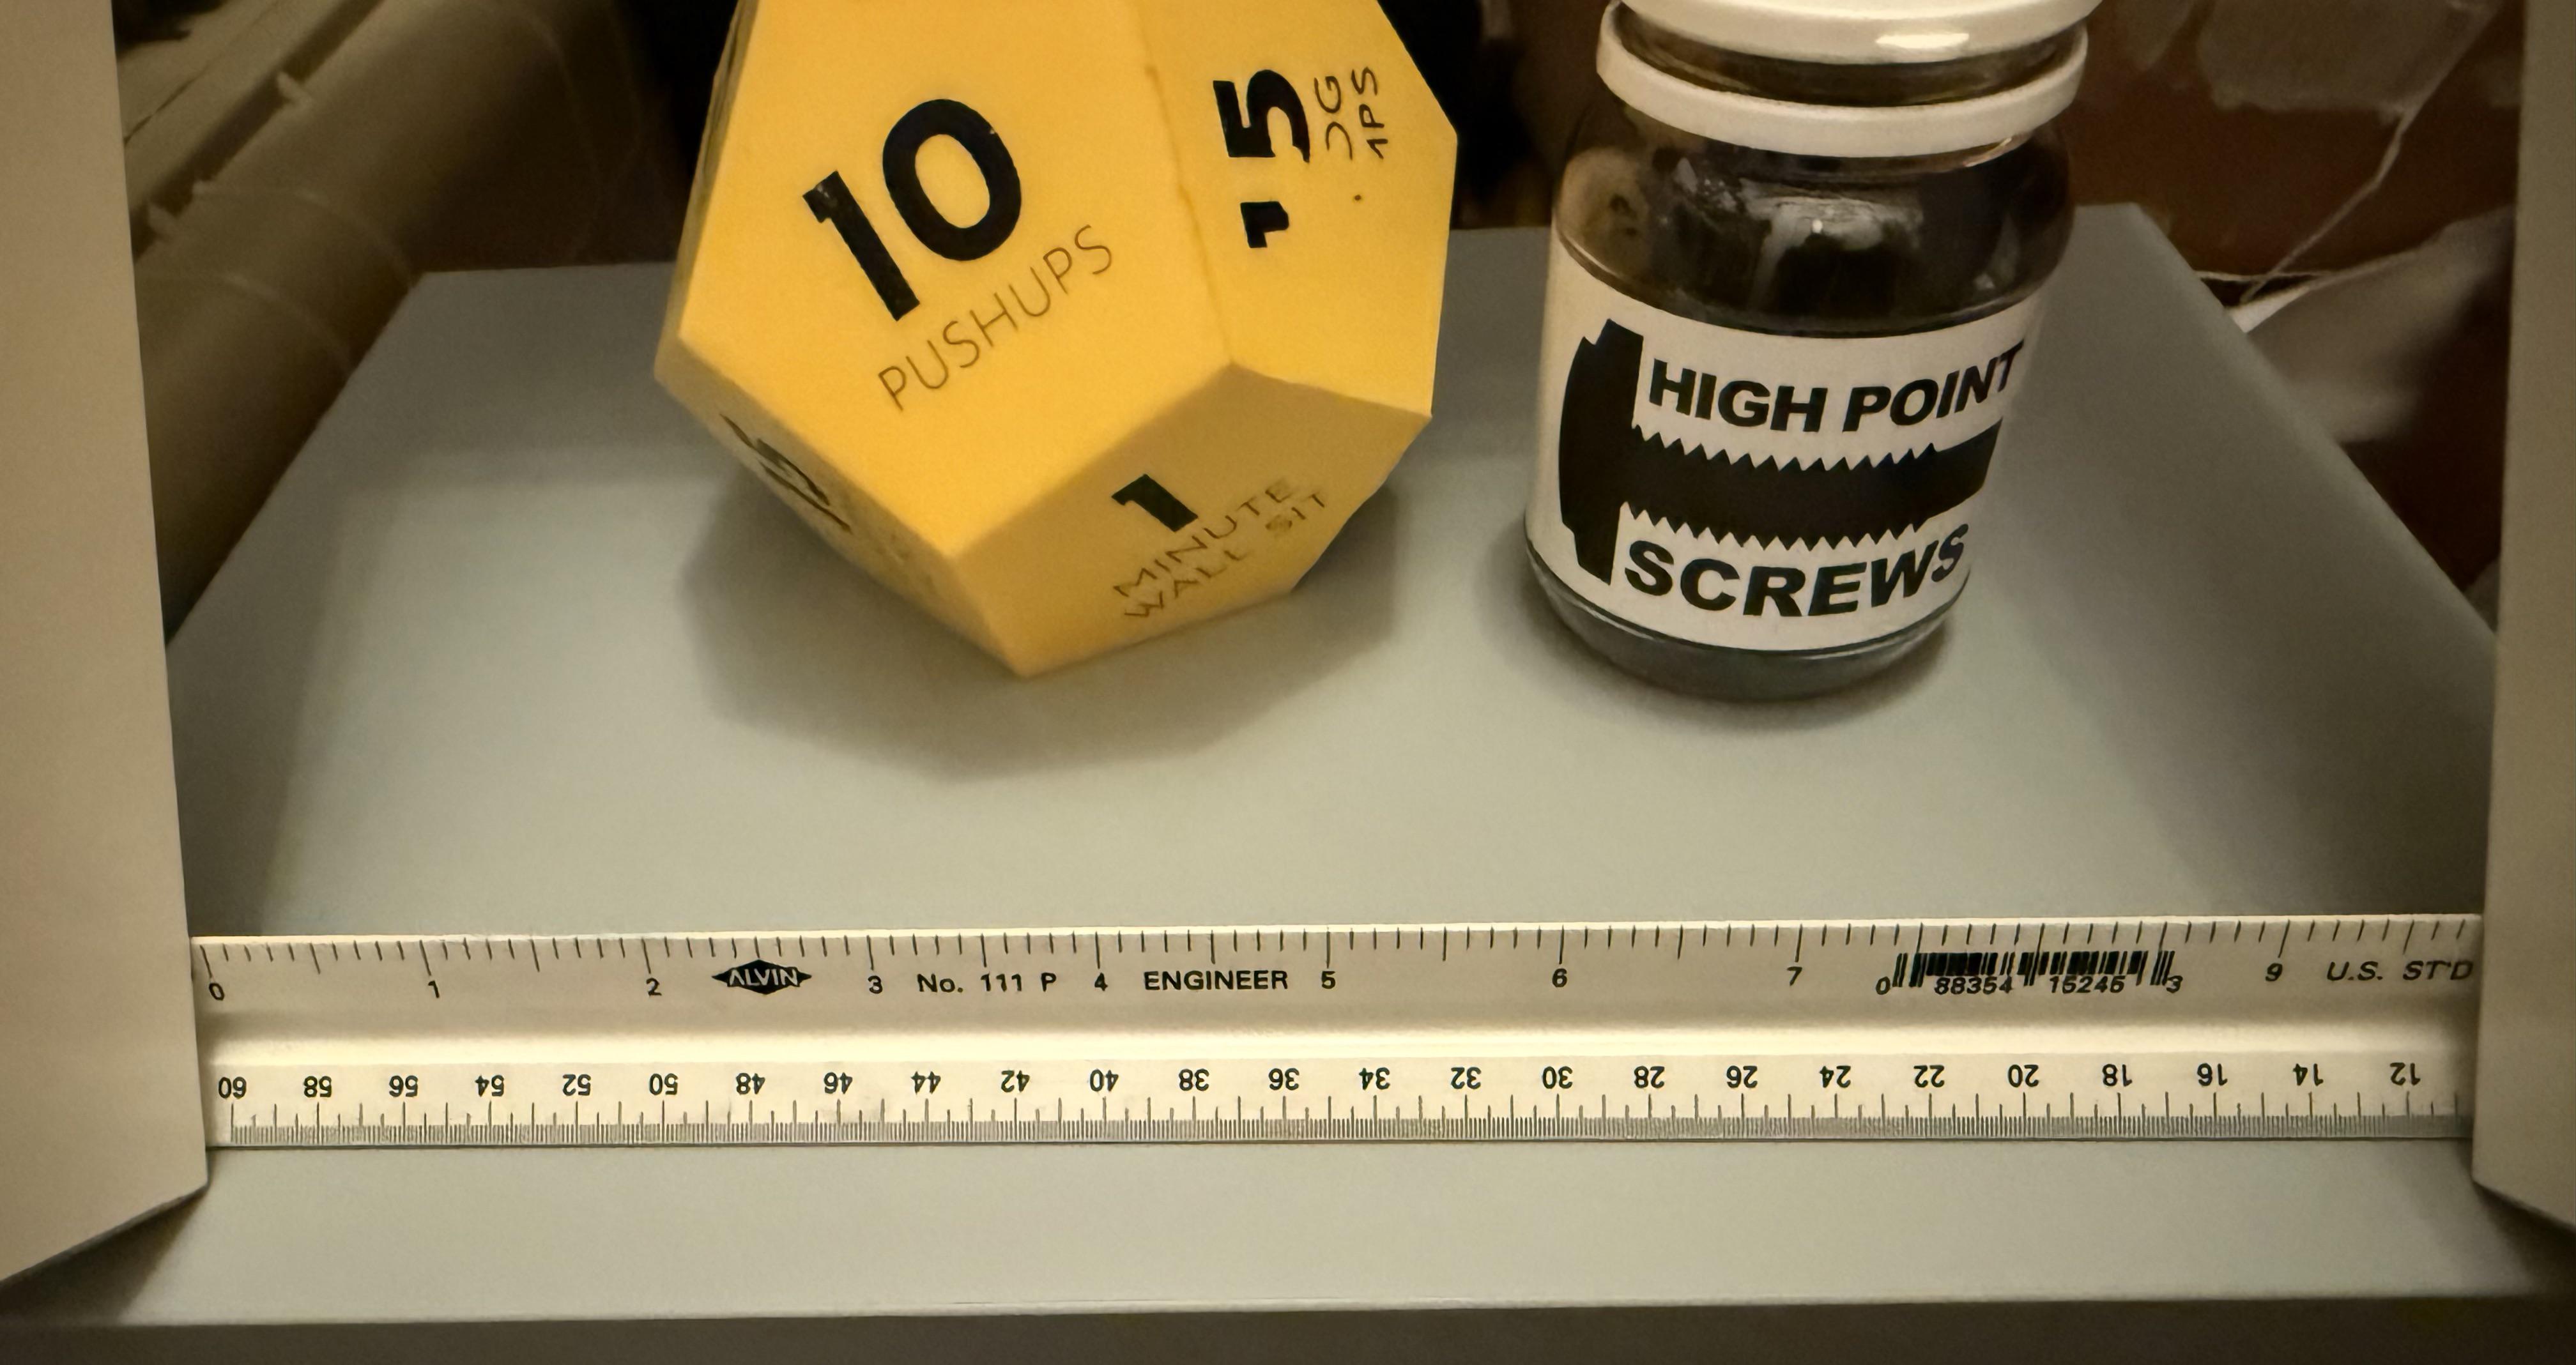 10
PUSHUPS
15
1
MINUTE
WALL SIT
HIGH POINT
SCREWS
0 1 2 ALVIN 3 No. 111 P 4 ENGINEER 5 6 7 0 88354 15245 3 9 U.S. ST'D
60 58 56 54 52 50 48 46 44 42 40 38 36 34 32 30 28 26 24 22 20 18 16 14 12